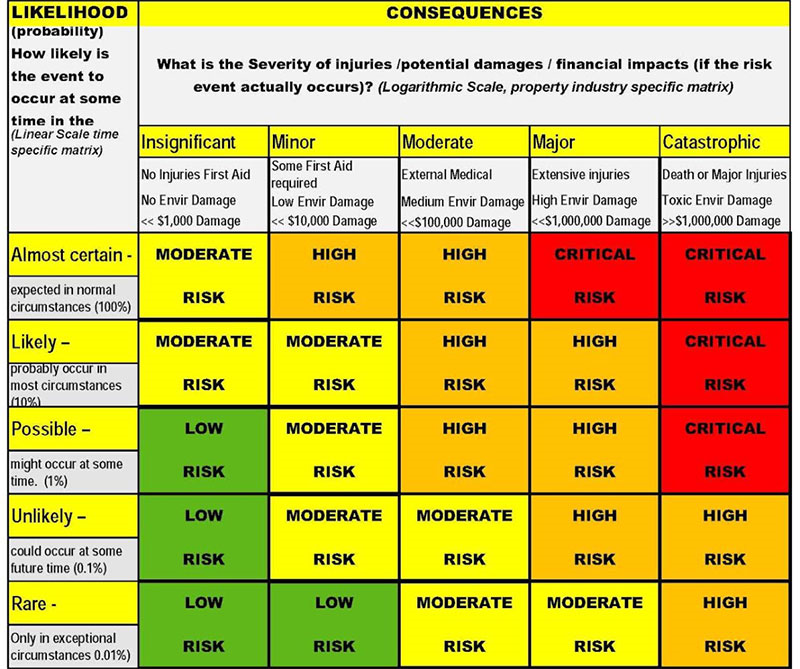 LIKELIHOOD
(probability)
How likely is
the event to
occur at some
time in the
(Linear Scale time
specific matrix)
CONSEQUENCES
What is the Severity of injuries /potential damages / financial impacts (if the risk
event actually occurs)? (Logarithmic Scale, property industry specific matrix)
Insignificant
Minor
Moderate
Major
Catastrophic
No Injuries First Aid
No Envir Damage
<< $1,000 Damage
Some First Aid
required
Low Envir Damage
<< $10,000 Damage
External Medical
Medium Envir Damage
<<$100,000 Damage
Extensive injuries
High Envir Damage
<<$1,000,000 Damage
Death or Major Injuries
Toxic Envir Damage
>>$1,000,000 Damage
Almost certain -
expected in normal
circumstances (100%)
MODERATE
RISK
HIGH
RISK
HIGH
RISK
CRITICAL
RISK
CRITICAL
RISK
Likely –
probably occur in
most circumstances
(10%)
MODERATE
RISK
MODERATE
RISK
HIGH
RISK
HIGH
RISK
CRITICAL
RISK
Possible –
might occur at some
time. (1%)
LOW
RISK
MODERATE
RISK
HIGH
RISK
HIGH
RISK
CRITICAL
RISK
Unlikely –
could occur at some
future time (0.1%)
LOW
RISK
MODERATE
RISK
MODERATE
RISK
HIGH
RISK
HIGH
RISK
Rare -
Only in exceptional
circumstances 0.01%)
LOW
RISK
LOW
RISK
MODERATE
RISK
MODERATE
RISK
HIGH
RISK